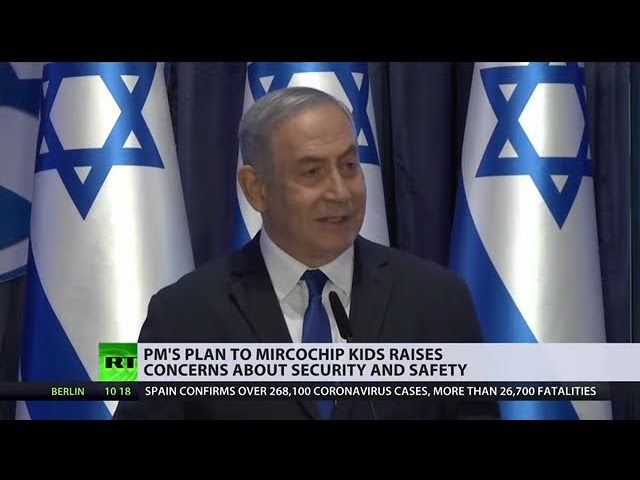 RT
PM'S PLAN TO MIRCOCHIP KIDS RAISES
CONCERNS ABOUT SECURITY AND SAFETY
BERLIN 10 18 SPAIN CONFIRMS OVER 268,100 CORONAVIRUS CASES, MORE THAN 26,700 FATALITIES